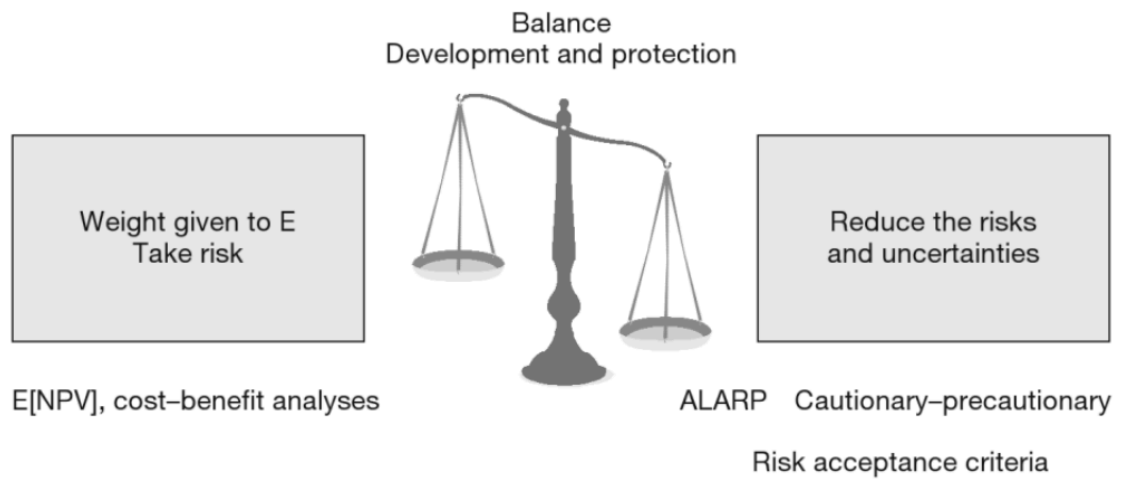 Balance
Development and protection
Weight given to E
Take risk
Reduce the risks
and uncertainties
E[NPV], cost–benefit analyses
ALARP Cautionary–precautionary
Risk acceptance criteria